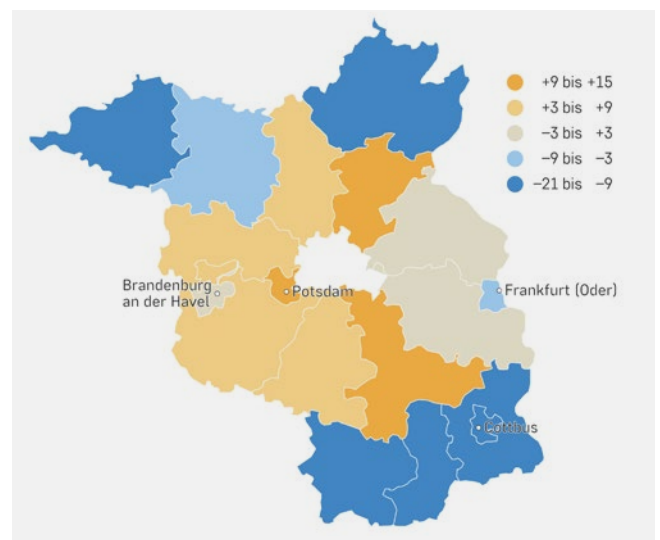 +9 bis +15
+3 bis +9
−3 bis +3
−9 bis −3
−21 bis −9
Brandenburg
an der Havel
Potsdam
Frankfurt (Oder)
Cottbus